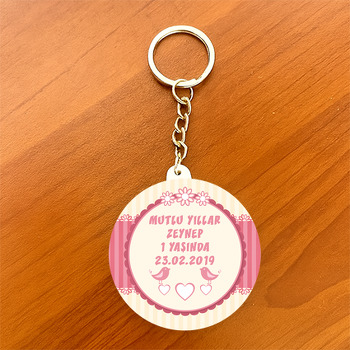 MUTLU YILLAR
ZEYNEP
1 YAŞINDA
23.02.2019